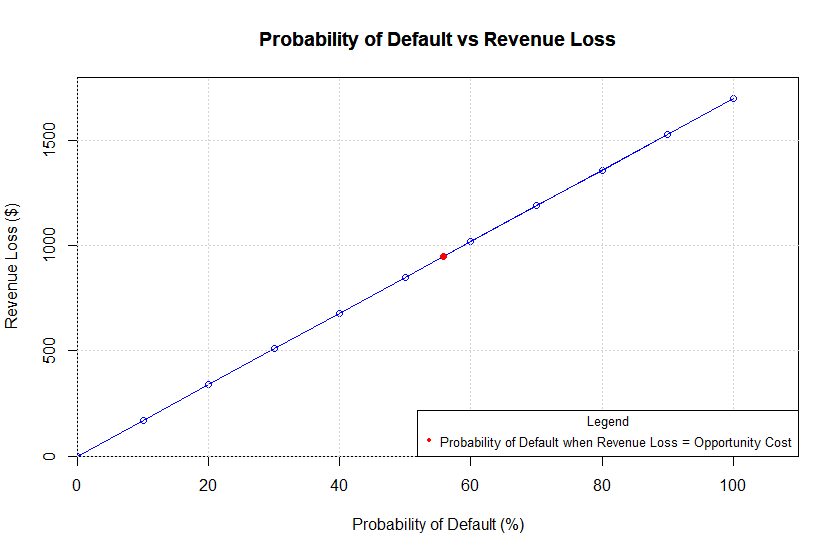 Probability of Default vs Revenue Loss
Revenue Loss ($)
1500
1000
500
0
Legend
Probability of Default when Revenue Loss = Opportunity Cost
0 20 40 60 80 100
Probability of Default (%)